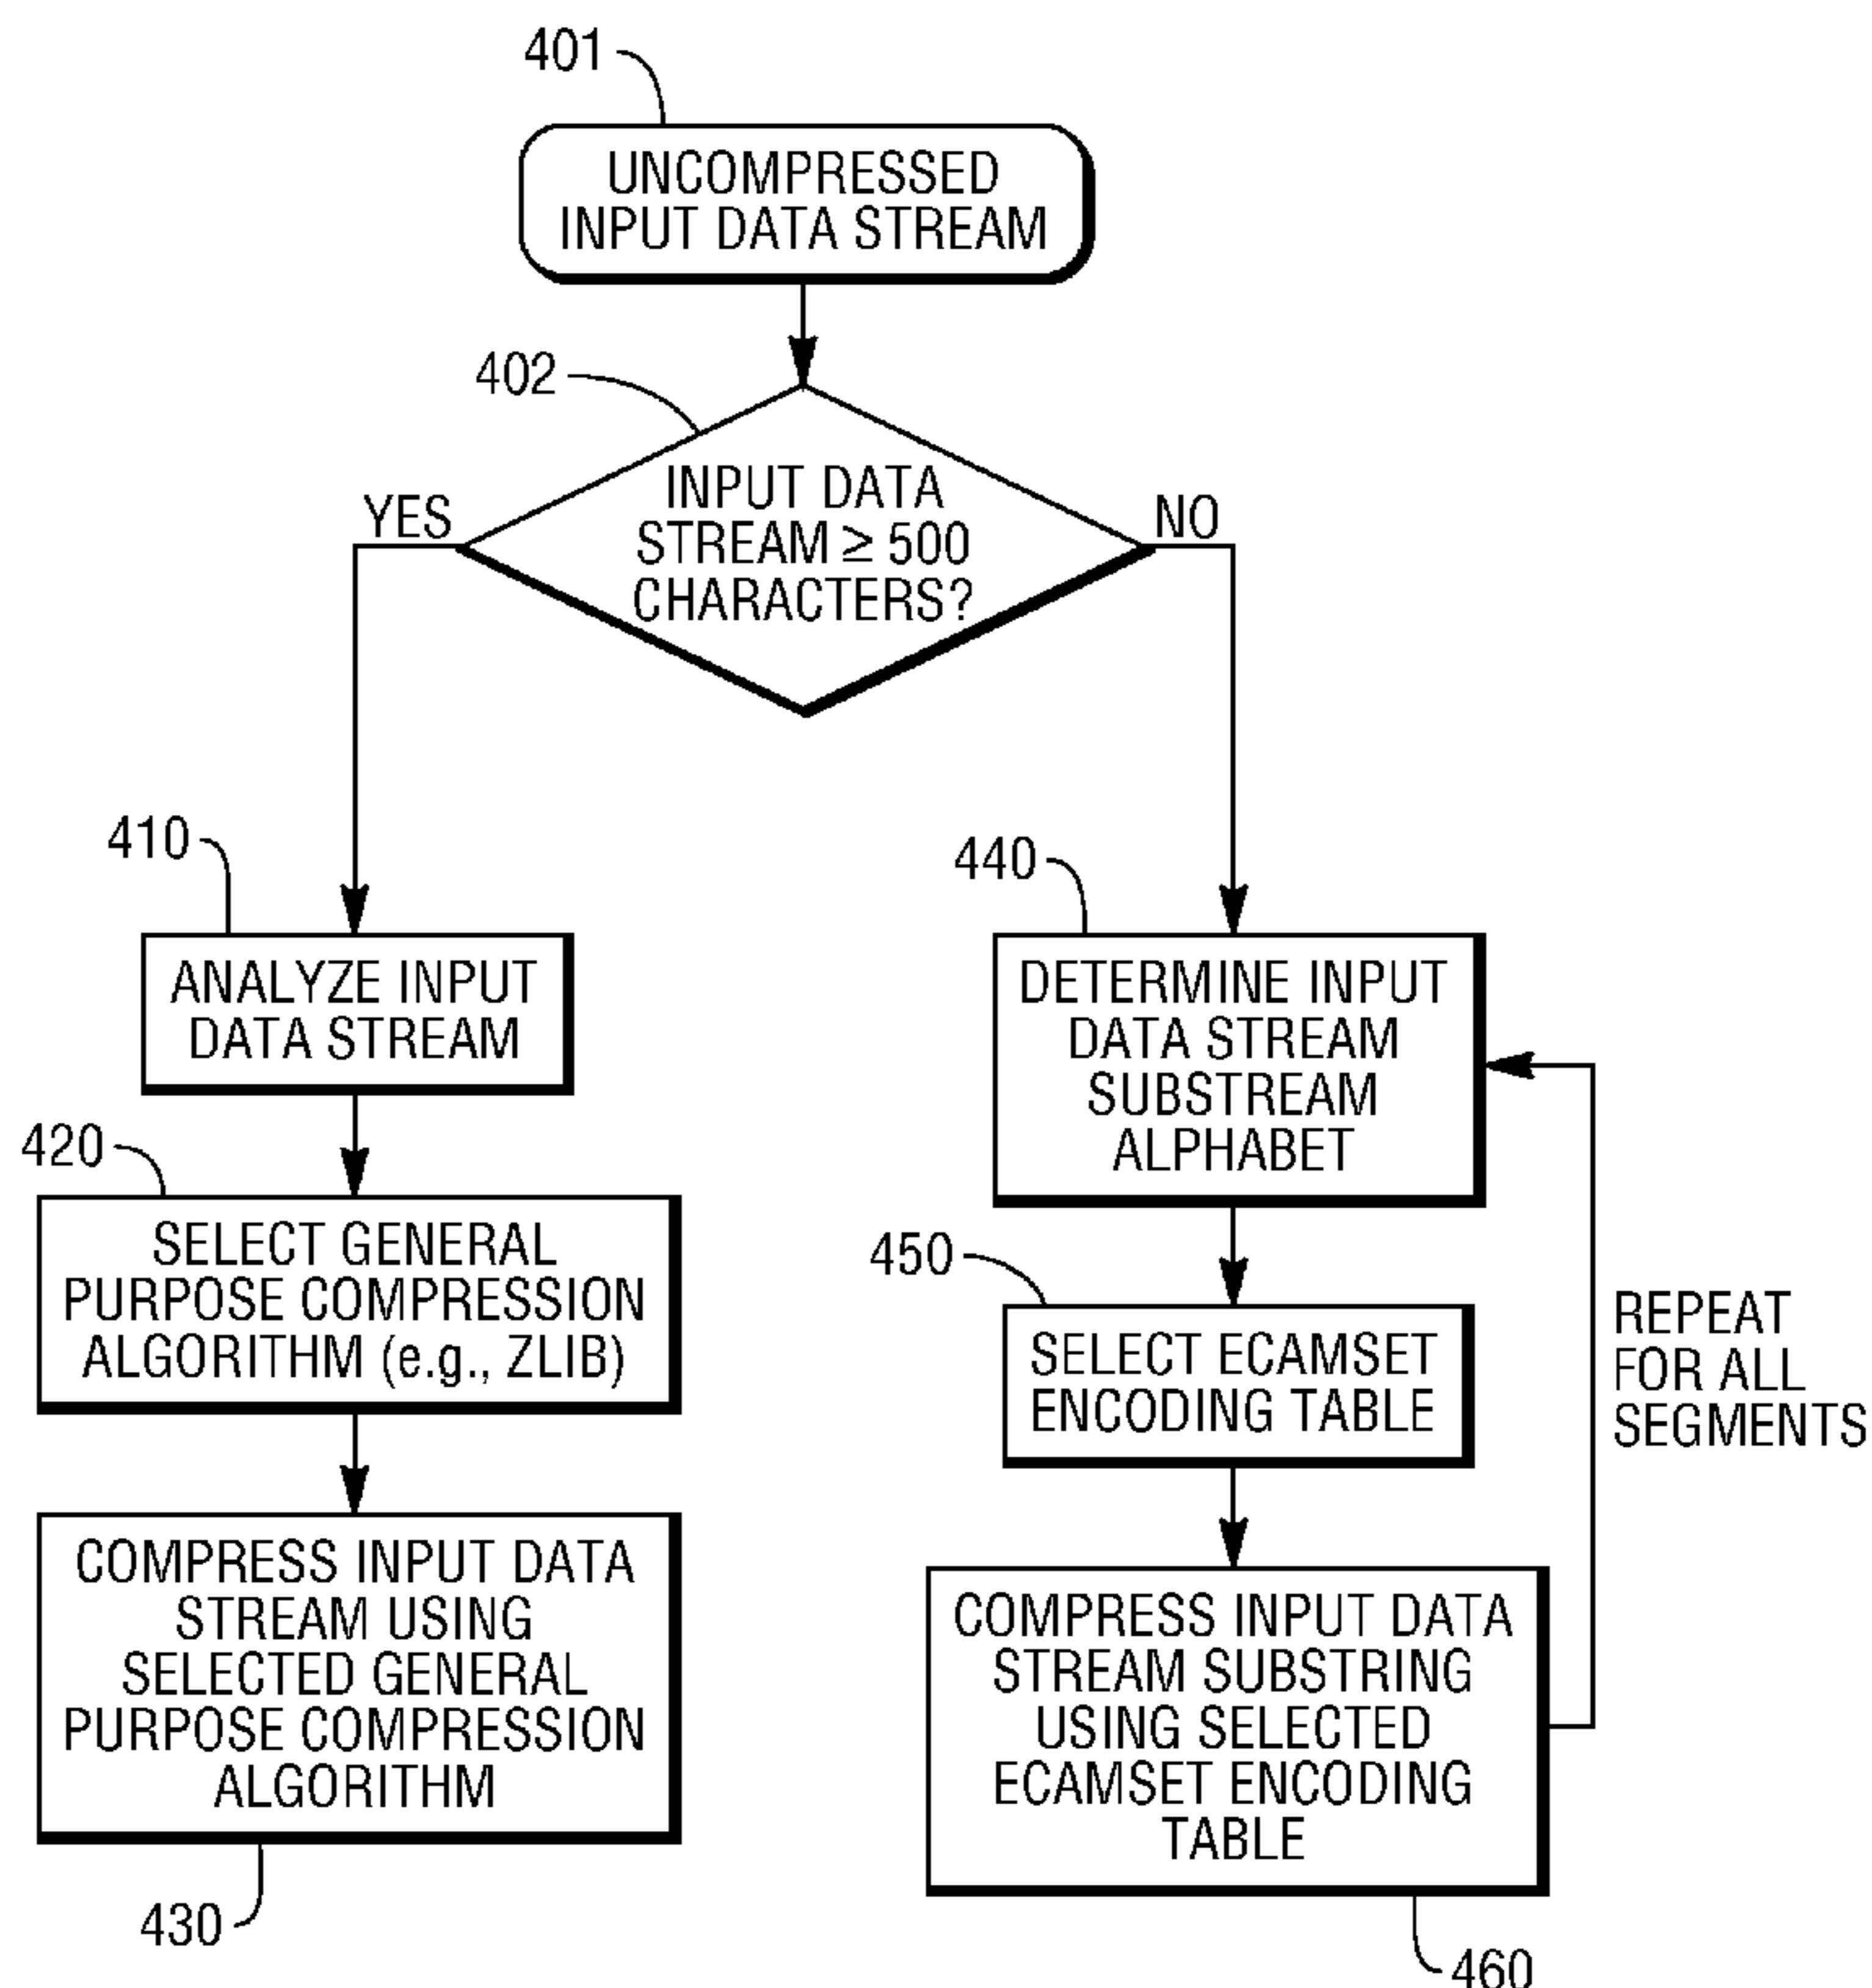 401
UNCOMPRESSED
INPUT DATA STREAM
402
INPUT DATA
STREAM ≥ 500
CHARACTERS?
YES
NO
410
ANALYZE INPUT
DATA STREAM
420
SELECT GENERAL
PURPOSE COMPRESSION
ALGORITHM (e.g., ZLIB)
COMPRESS INPUT DATA
STREAM USING
SELECTED GENERAL
PURPOSE COMPRESSION
ALGORITHM
430
440
DETERMINE INPUT
DATA STREAM
SUBSTREAM
ALPHABET
450
SELECT ECAMSET
ENCODING TABLE
COMPRESS INPUT DATA
STREAM SUBSTRING
USING SELECTED
ECAMSET ENCODING
TABLE
460
REPEAT
FOR ALL
SEGMENTS